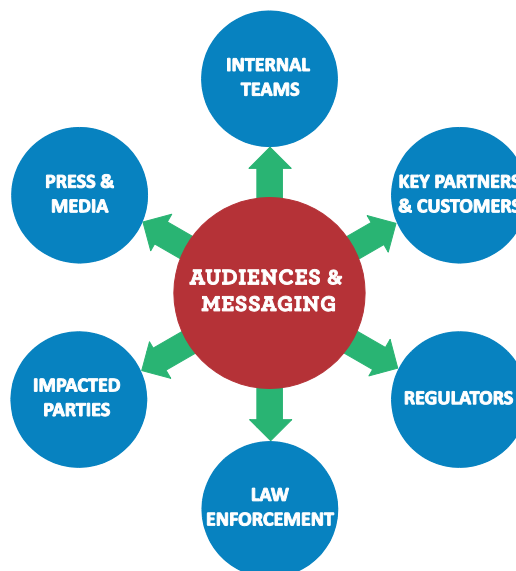 INTERNAL
TEAMS
PRESS &
MEDIA
KEY PARTNERS
& CUSTOMERS
AUDIENCES &
MESSAGING
IMPACTED
PARTIES
REGULATORS
LAW
ENFORCEMENT